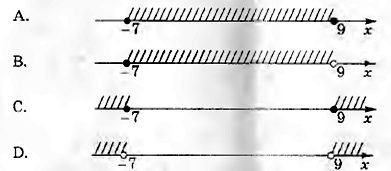 A.
-7 9 x
B.
-7 9 x
C.
-7 9 x
D.
-7 9 x